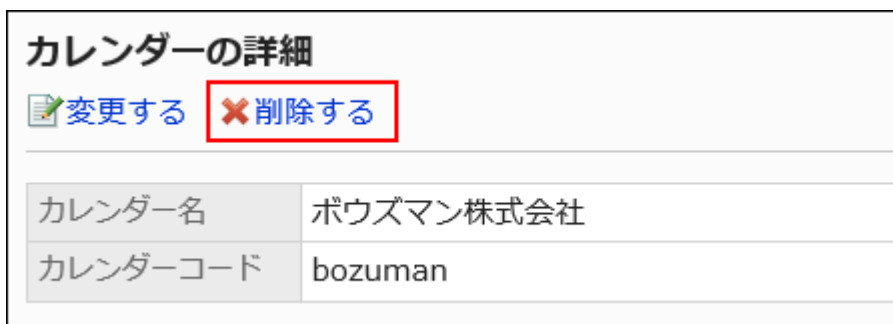 カレンダーの詳細
変更する 削除する
カレンダー名 ボウズマン株式会社
カレンダーコード bozuman